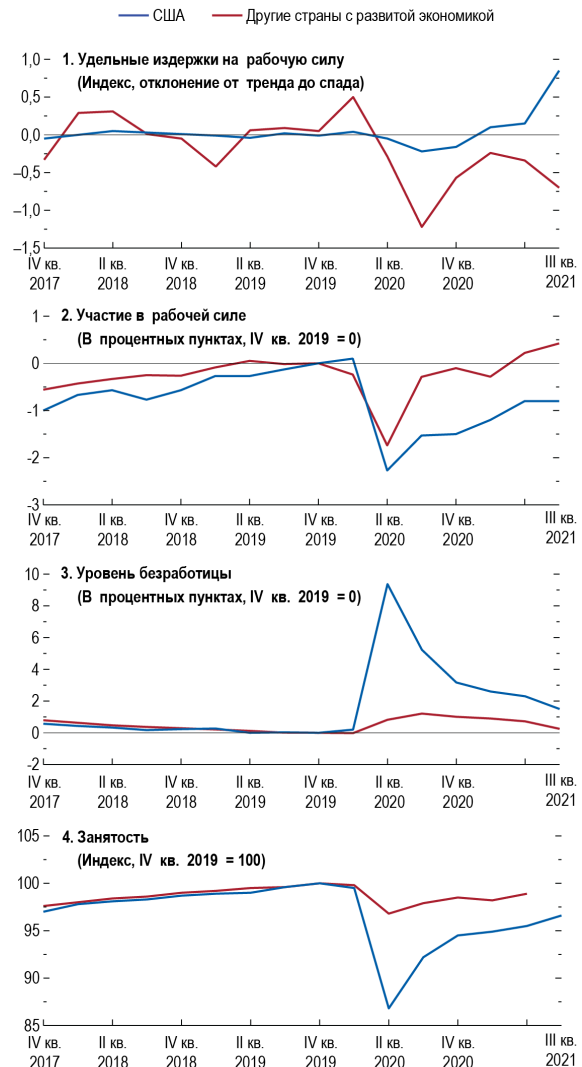 США Другие страны с развитой экономикой
1. Удельные издержки на рабочую силу
(Индекс, отклонение от тренда до спада)
1,0
0,5
0,0
–0,5
–1,0
–1,5
IV кв. II кв. IV кв. II кв. IV кв. II кв. IV кв. III кв.
2017 2018 2018 2019 2019 2020 2020 2021
2. Участие в рабочей силе
(В процентных пунктах, IV кв. 2019 = 0)
1
0
-1
-2
-3
IV кв. II кв. IV кв. II кв. IV кв. II кв. IV кв. III кв.
2017 2018 2018 2019 2019 2020 2020 2021
3. Уровень безработицы
(В процентных пунктах, IV кв. 2019 = 0)
10
8
6
4
2
0
-2
IV кв. II кв. IV кв. II кв. IV кв. II кв. IV кв. III кв.
2017 2018 2018 2019 2019 2020 2020 2021
4. Занятость
(Индекс, IV кв. 2019 = 100)
105
100
95
90
85
IV кв. II кв. IV кв. II кв. IV кв. II кв. IV кв. III кв.
2017 2018 2018 2019 2019 2020 2020 2021